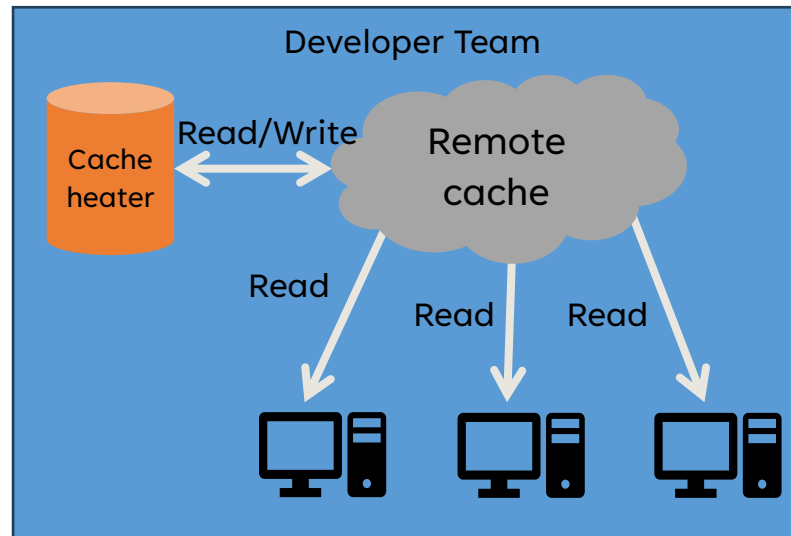 Developer Team
Read/Write
Remote
cache
Cache
heater
Read
Read
Read